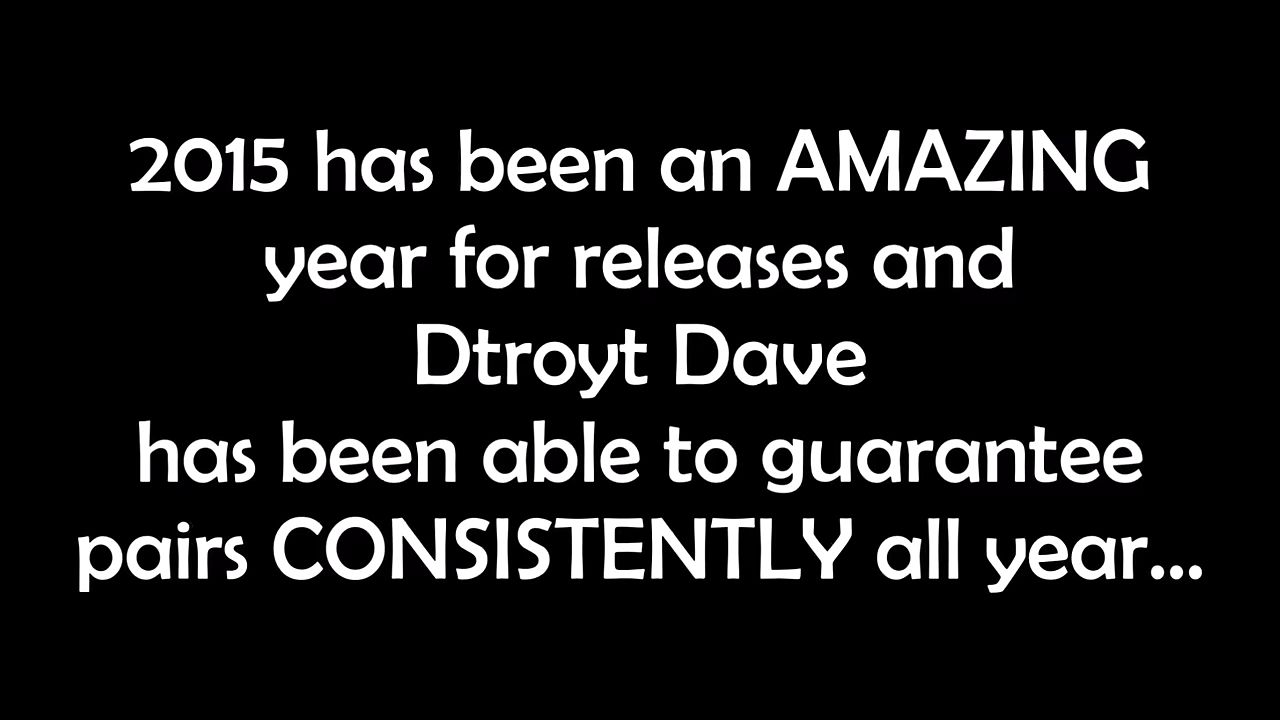 2015 has been an AMAZING
year for releases and
Dtroyt Dave
has been able to guarantee
pairs CONSISTENTLY all year...